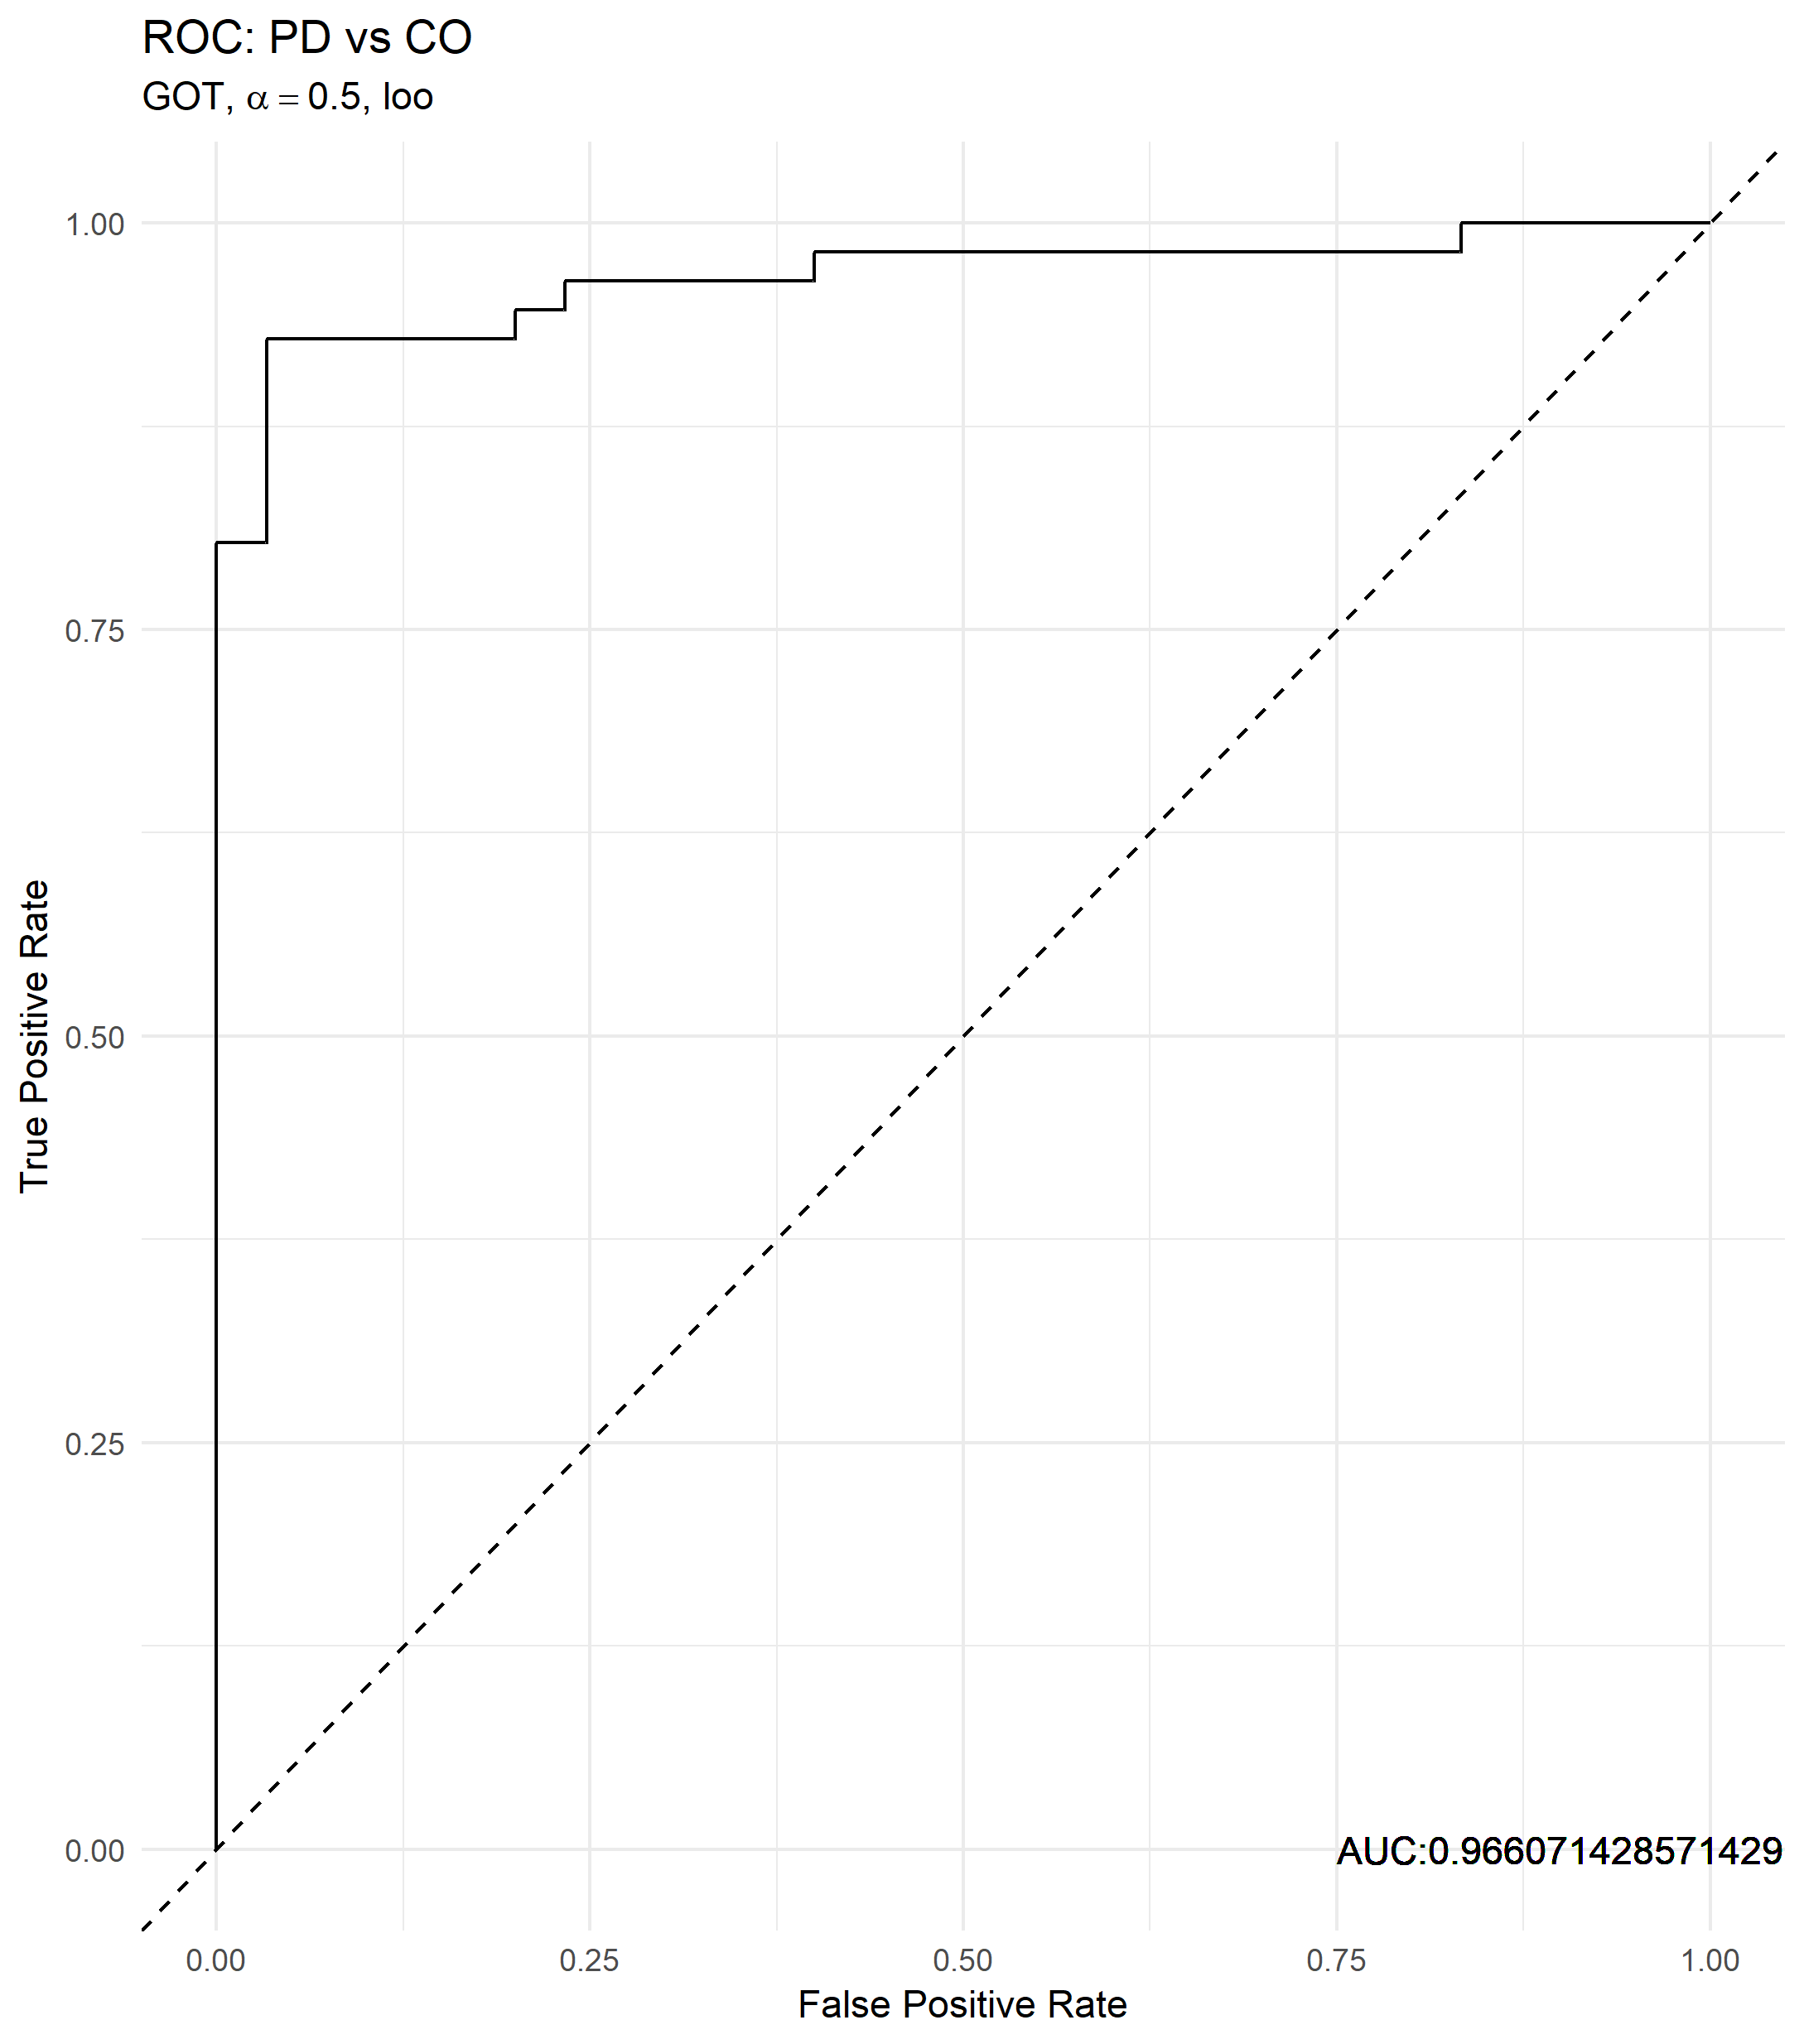 ROC: PD vs CO
GOT, α = 0.5, loo
1.00
0.75
0.50
0.25
0.00
True Positive Rate
AUC:0.966071428571429
0.00 0.25 0.50 0.75 1.00
False Positive Rate